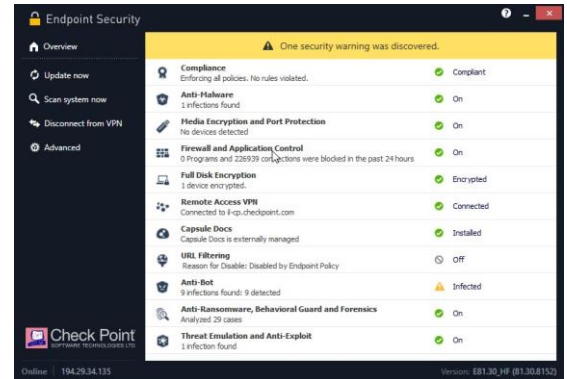 Endpoint Security
Overview
Update now
Scan system now
Disconnect from VPN
Advanced
One security warning was discovered.
Compliance
Enforcing all policies. No rules violated.
Compliant
Anti-Malware
1 infections found
On
Media Encryption and Port Protection
No devices detected
On
Firewall and Application Control
0 Programs and 226939 connections were blocked in the past 24 hours
On
Full Disk Encryption
1 device encrypted.
Encrypted
Remote Access VPN
Connected to il-cp.checkpoint.com
Connected
Capsule Docs
Capsule Docs is externally managed
Installed
URL Filtering
Reason for Disable: Disabled by Endpoint Policy
Off
Anti-Bot
9 infections found: 9 detected
Infected
Anti-Ransomware, Behavioral Guard and Forensics
Analyzed 29 cases
On
Threat Emulation and Anti-Exploit
1 infection found
On
Check Point
SOFTWARE TECHNOLOGIES LTD
Online 194.29.34.135
Version: E81.30_HF (81.30.8152)